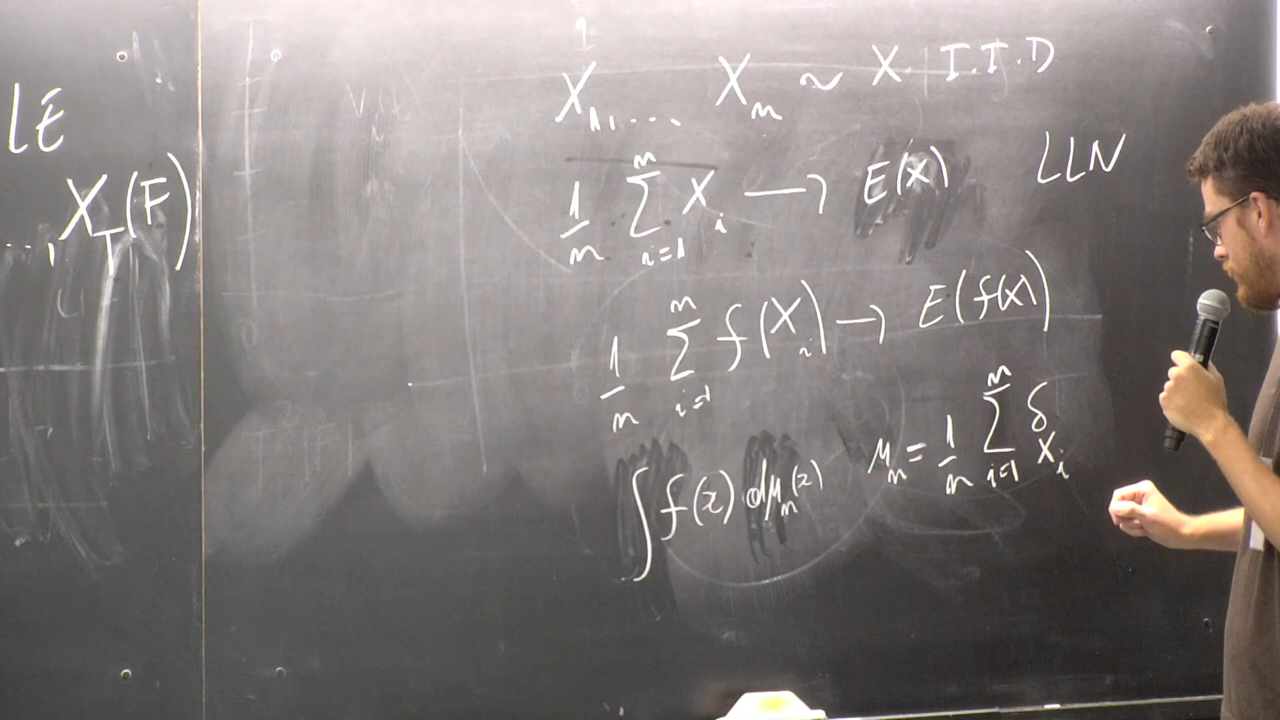 LE
..., X_T(F)
X_1, .... X_n ~ X I.I.D
1/n ∑_{i=1}^n X_i → E(X) LLN
1/n ∑_{i=1}^n f(X_i) → E(f(X))
∫ f(x) dμ_n(x) μ_n = 1/n ∑_{i=1}^n δ_{X_i}